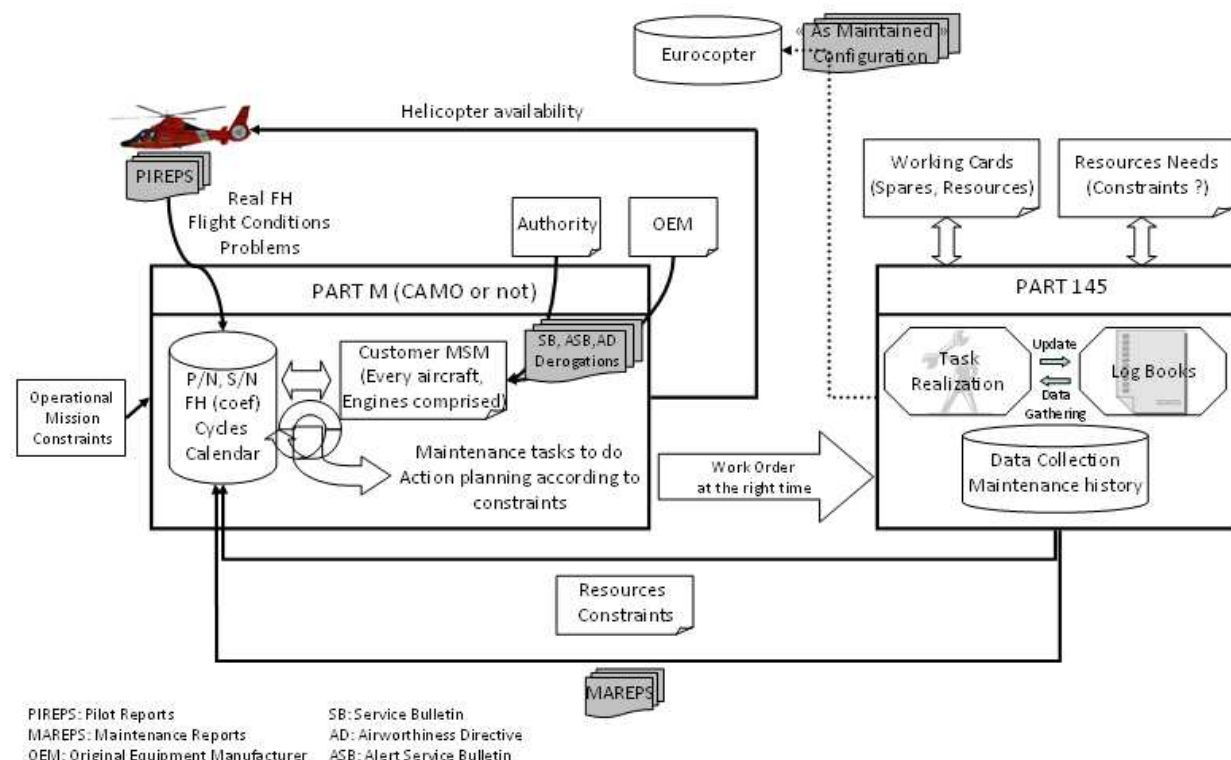 Eurocopter
« As Maintained »
Configuration
Helicopter availability
PIREPS
Real FH
Flight Conditions
Problems
Authority
OEM
Working Cards
(Spares, Resources)
Resources Needs
(Constraints ?)
PART M (CAMO or not)
PART 145
SB, ASB,AD
Derogations
P/N, S/N
FH (coef)
Cycles
Calendar
Customer MSM
(Every aircraft,
Engines comprised)
Operational
Mission
Constraints
Maintenance tasks to do
Action planning according to
constraints
Work Order
at the right time
Task
Realization
Update
Data
Gathering
Log Books
Data Collection
Maintenance history
Resources
Constraints
MAREPS
PIREPS: Pilot Reports
MAREPS: Maintenance Reports
OEM: Original Equipment Manufacturer
SB: Service Bulletin
AD: Airworthiness Directive
ASB: Alert Service Bulletin